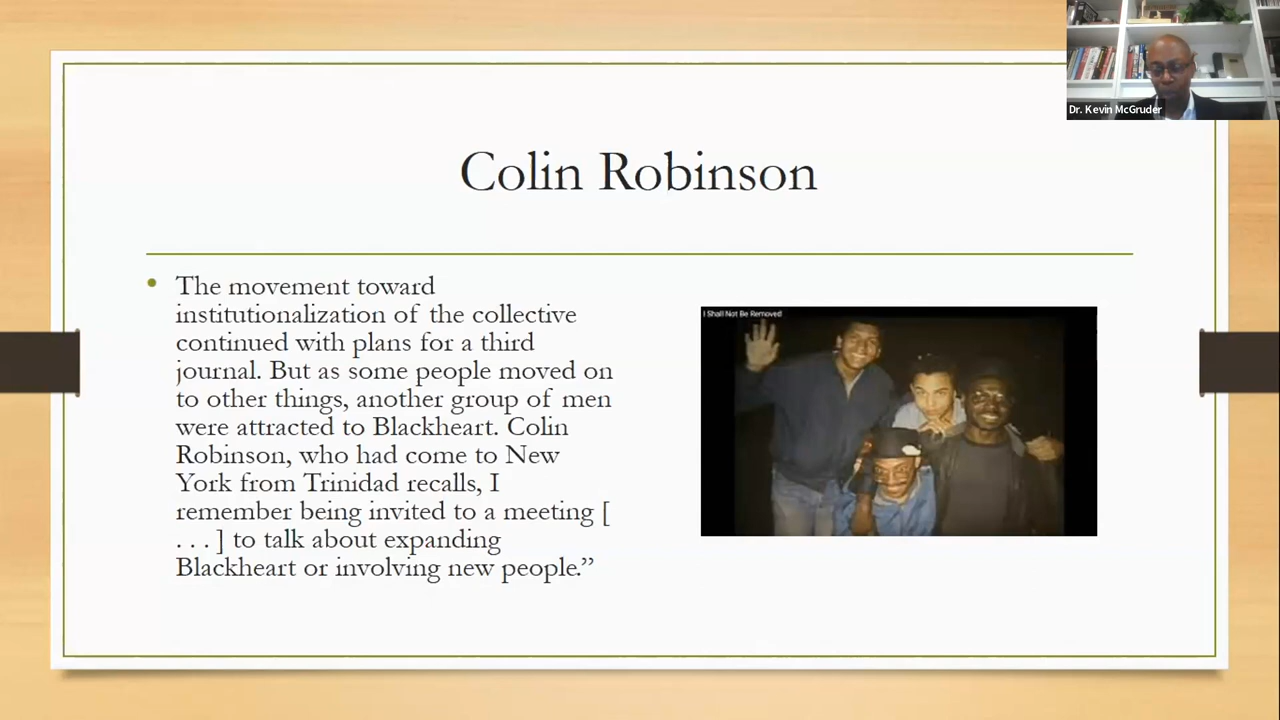 Dr. Kevin McGruder
Colin Robinson
• The movement toward
institutionalization of the collective
continued with plans for a third
journal. But as some people moved on
to other things, another group of men
were attracted to Blackheart. Colin
Robinson, who had come to New
York from Trinidad recalls, I
remember being invited to a meeting [
. . . ] to talk about expanding
Blackheart or involving new people.”
I Shall Not Be Removed